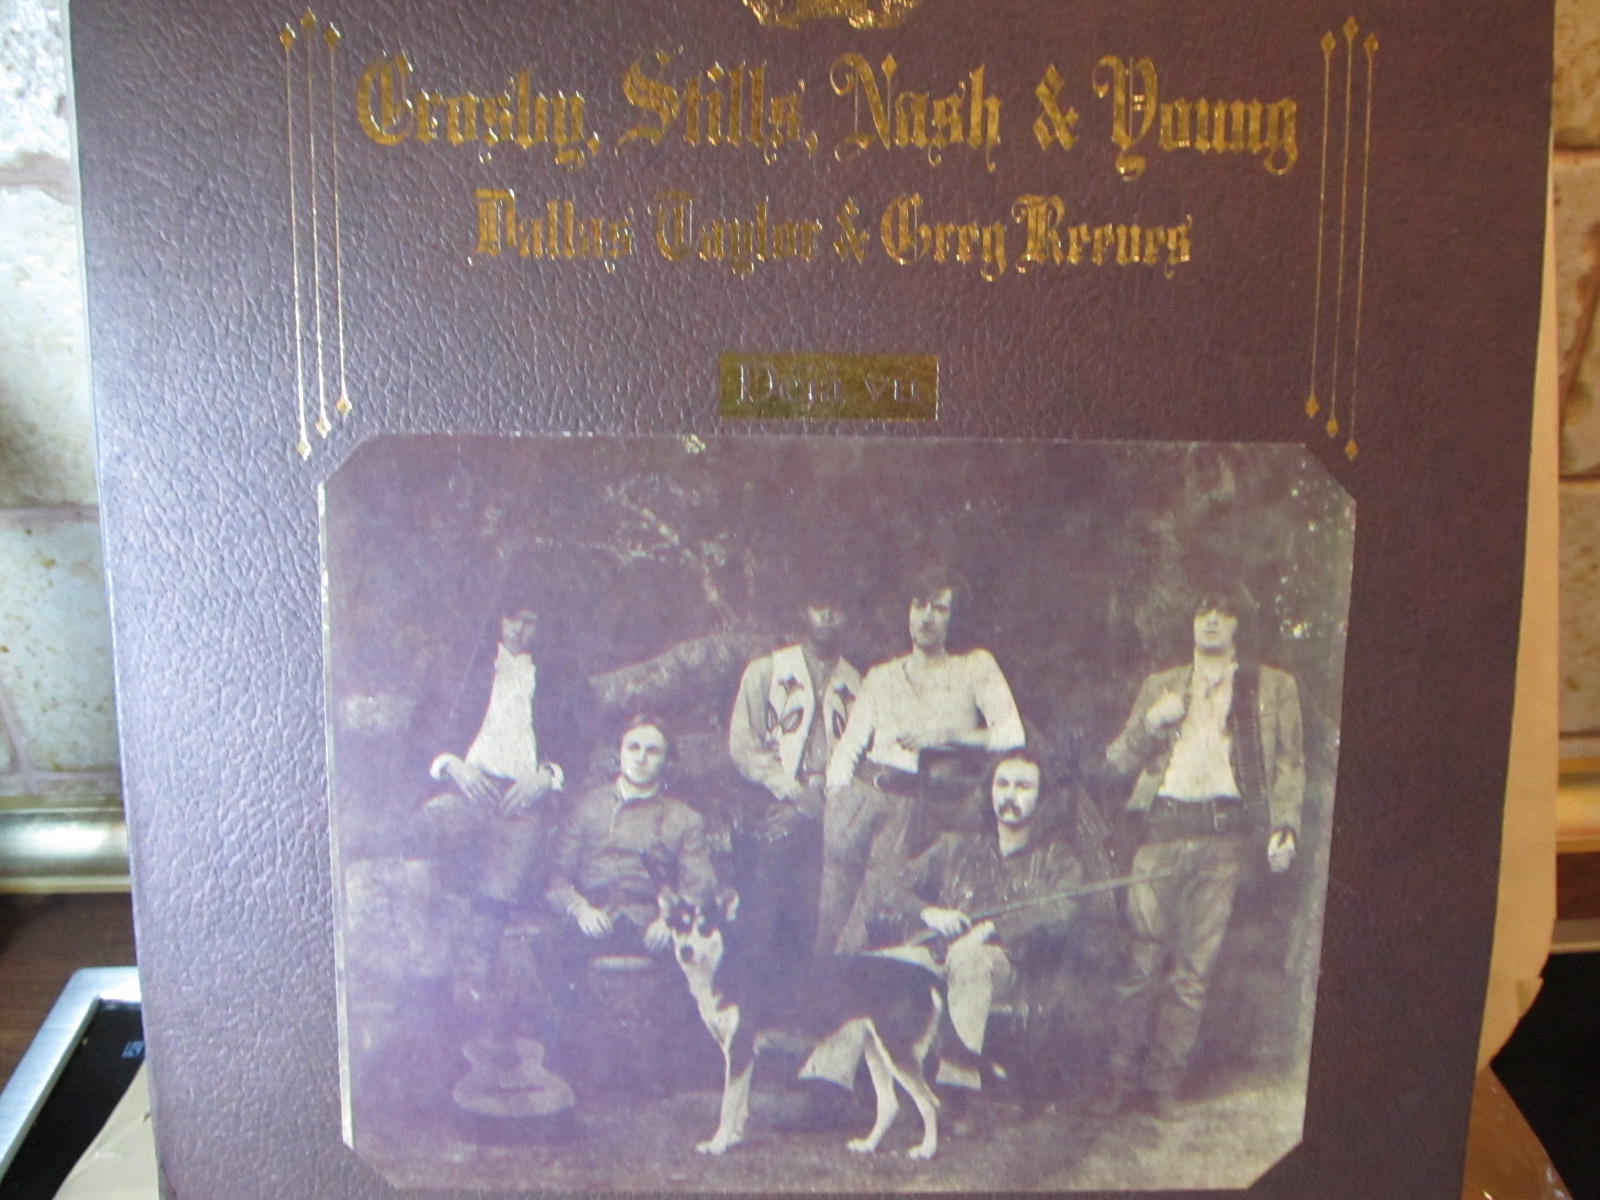 Crosby, Stills, Nash & Young
Dallas Taylor & Greg Reeves
Déjà vu